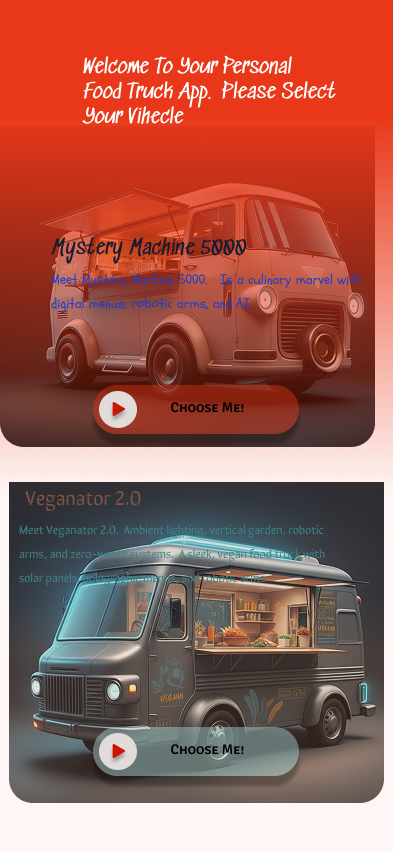 Welcome To Your Personal
Food Truck App. Please Select
Your Vihecle
Mystery Machine 5000
Meet Mystery Machine 5000. Is a culinary marvel with
digital menus, robotic arms, and AI
Choose Me!
Veganator 2.0
Meet Veganator 2.0. Ambient lighting, vertical garden, robotic
arms, and zero-waste systems. A sleek, vegan food truck with
solar panels,
VEGANN
Choose Me!